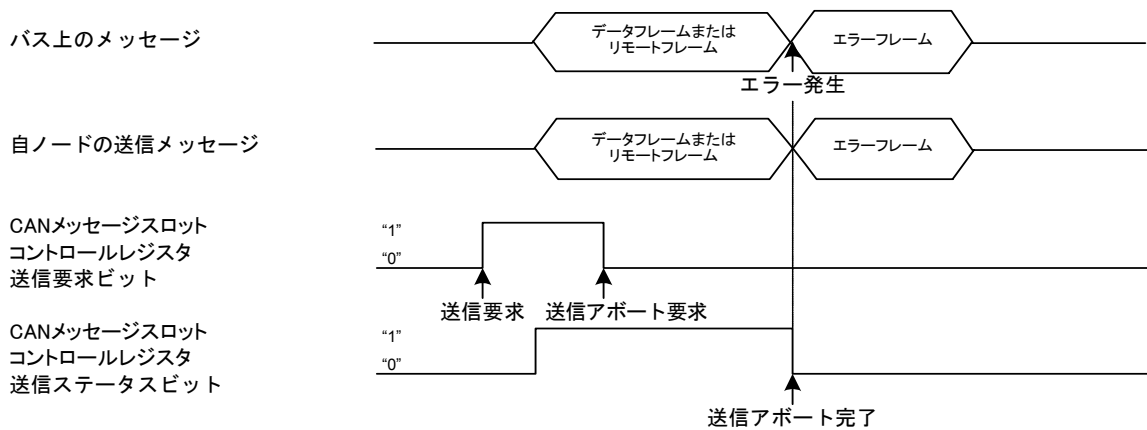 バス上のメッセージ
データフレームまたは
リモートフレーム
エラーフレーム
エラー発生
自ノードの送信メッセージ
データフレームまたは
リモートフレーム
エラーフレーム
CANメッセージスロット
コントロールレジスタ
送信要求ビット
“1”
“0”
送信要求
送信アボート要求
CANメッセージスロット
コントロールレジスタ
送信ステータスビット
“1”
“0”
送信アボート完了